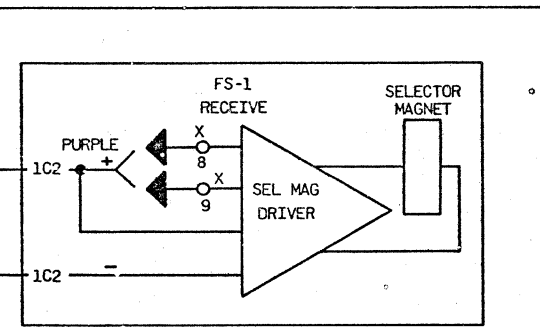 FS-1
RECEIVE
SELECTOR
MAGNET
PURPLE
+
X
8
1C2
X
9
SEL MAG
DRIVER
1C2
−